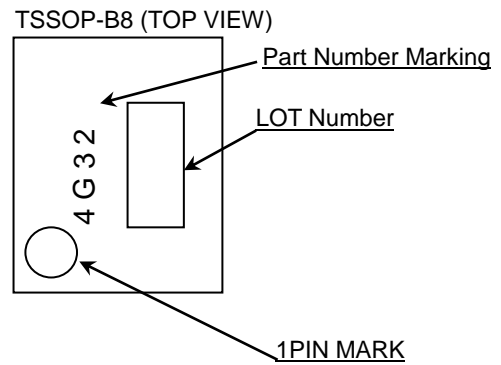 TSSOP-B8 (TOP VIEW)
Part Number Marking
LOT Number
4G32
1PIN MARK